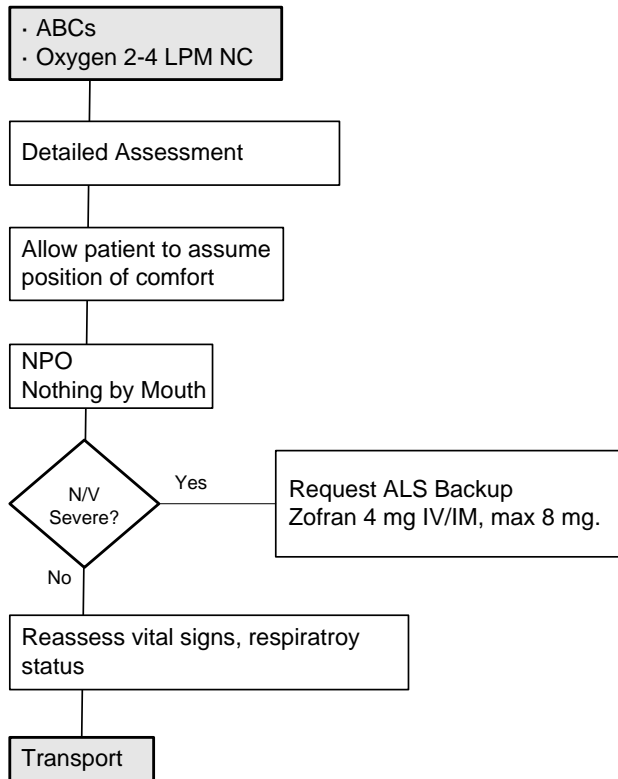 · ABCs
· Oxygen 2-4 LPM NC
Detailed Assessment
Allow patient to assume
position of comfort
NPO
Nothing by Mouth
N/V
Severe?
Yes
Request ALS Backup
Zofran 4 mg IV/IM, max 8 mg.
No
Reassess vital signs, respiratroy
status
Transport